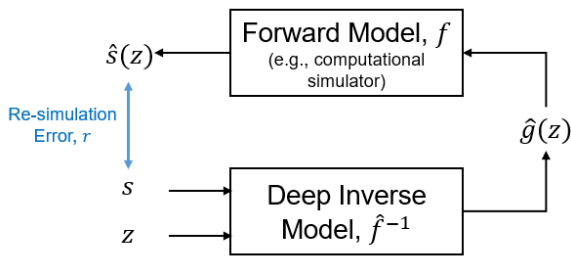 Forward Model, f
(e.g., computational
simulator)
ŝ(z)
Re-simulation
Error, r
ĝ(z)
s
z
Deep Inverse
Model, f̂⁻¹